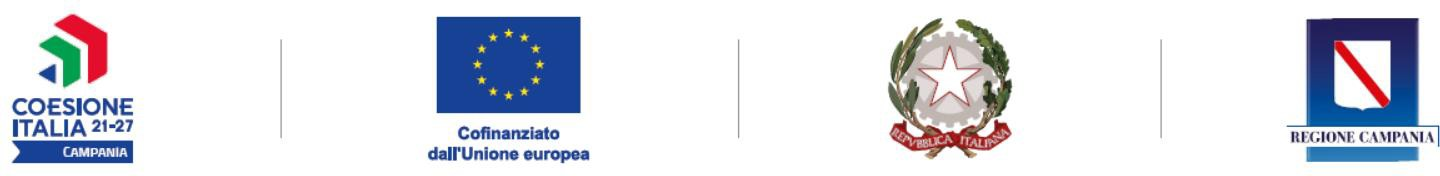 COESIONE
ITALIA 21-27
CAMPANIA
Cofinanziato
dall'Unione europea
REPVBBLICA ITALIANA
REGIONE CAMPANIA